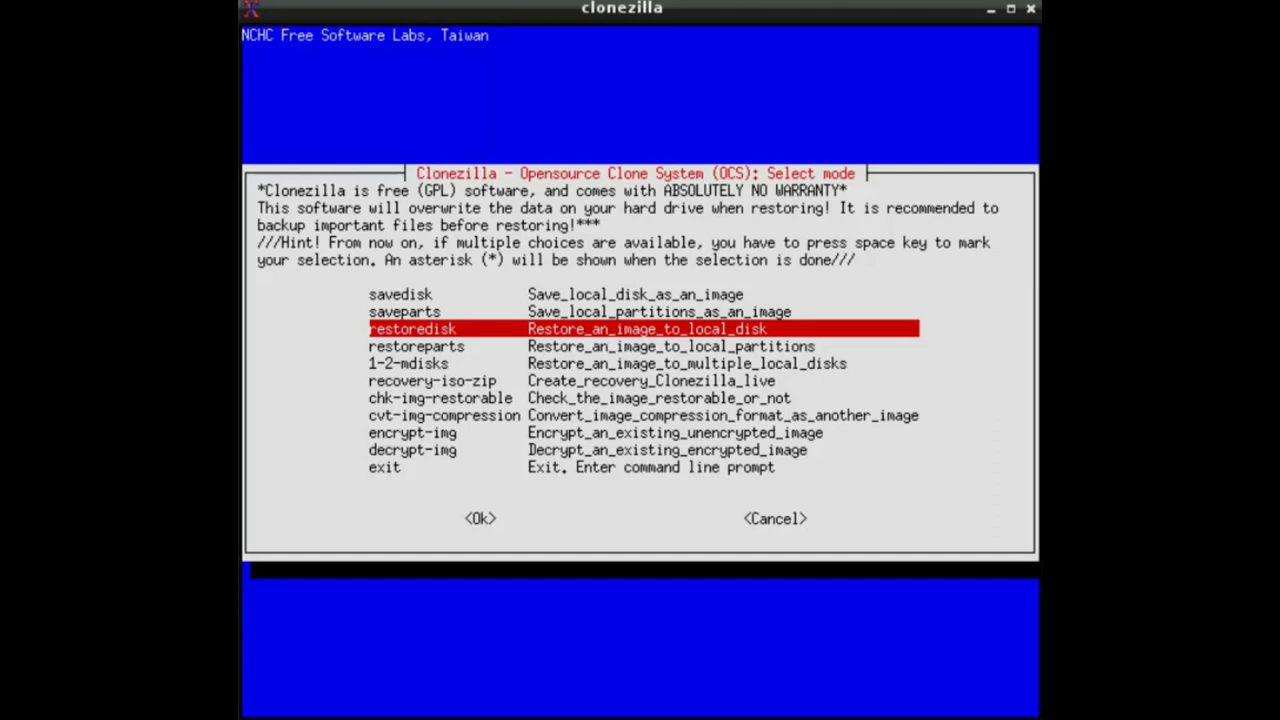 clonezilla
NCHC Free Software Labs, Taiwan
Clonezilla - Opensource Clone System (OCS): Select mode
*Clonezilla is free (GPL) software, and comes with ABSOLUTELY NO WARRANTY*
This software will overwrite the data on your hard drive when restoring! It is recommended to
backup important files before restoring!***
///Hint! From now on, if multiple choices are available, you have to press space key to mark
your selection. An asterisk (*) will be shown when the selection is done///
savedisk Save_local_disk_as_an_image
saveparts Save_local_partitions_as_an_image
restoredisk Restore_an_image_to_local_disk
restoreparts Restore_an_image_to_local_partitions
1-2-mdisks Restore_an_image_to_multiple_local_disks
recovery-iso-zip Create_recovery_Clonezilla_live
chk-img-restorable Check_the_image_restorable_or_not
cvt-img-compression Convert_image_compression_format_as_another_image
encrypt-img Encrypt_an_existing_unencrypted_image
decrypt-img Decrypt_an_existing_encrypted_image
exit Exit. Enter command line prompt
<Ok> <Cancel>